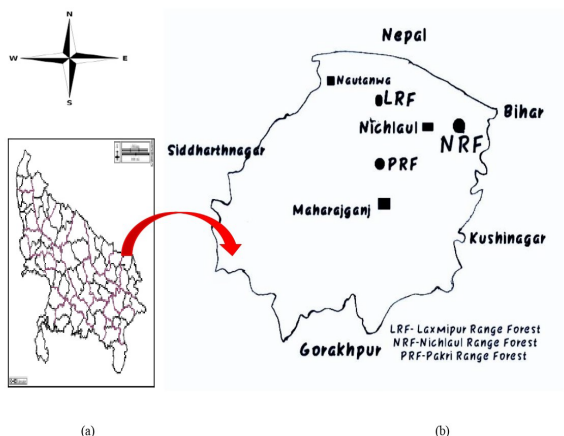 N
W
E
S
Nepal
Nautanwa
LRF
Bihar
Nichlaul
NRF
Siddharthnagar
PRF
Maharajganj
Kushinagar
LRF- Laxmipur Range Forest
NRF-Nichlaul Range Forest
PRF-Pakri Range Forest
Gorakhpur
(a)
(b)